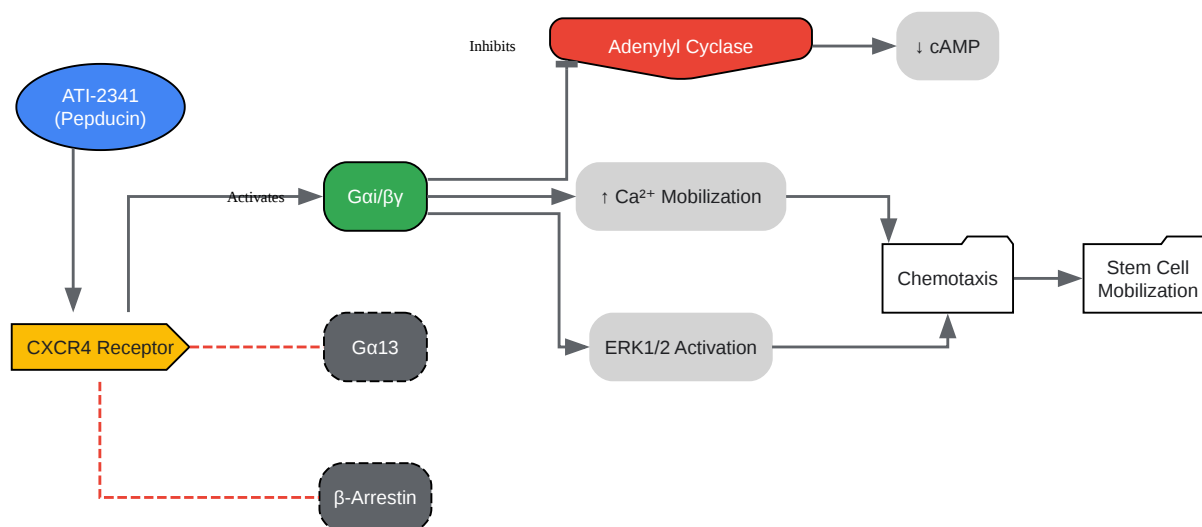 Inhibits
Adenylyl Cyclase
↓ cAMP
ATI-2341
(Pepducin)
Activates
Gαi/βγ
↑ Ca²⁺ Mobilization
Chemotaxis
Stem Cell
Mobilization
CXCR4 Receptor
Gα13
ERK1/2 Activation
β-Arrestin